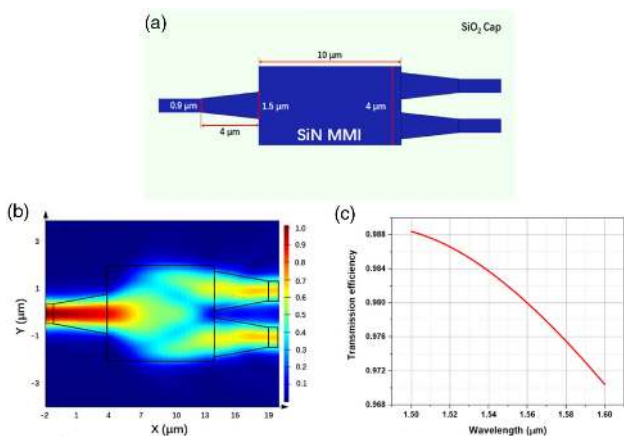 (a)
SiO₂ Cap
10 μm
0.9 μm
1.5 μm
4 μm
4 μm
SiN MMI
(b)
3
1
-1
-3
Y (μm)
-2 4 7 10 13 16 19
X (μm)
1.0
0.9
0.8
0.7
0.6
0.5
0.4
0.3
0.2
0.1
(c)
0.988
0.984
0.980
0.976
0.972
0.968
Transmission efficiency
1.50 1.52 1.54 1.56 1.58 1.60
Wavelength (μm)